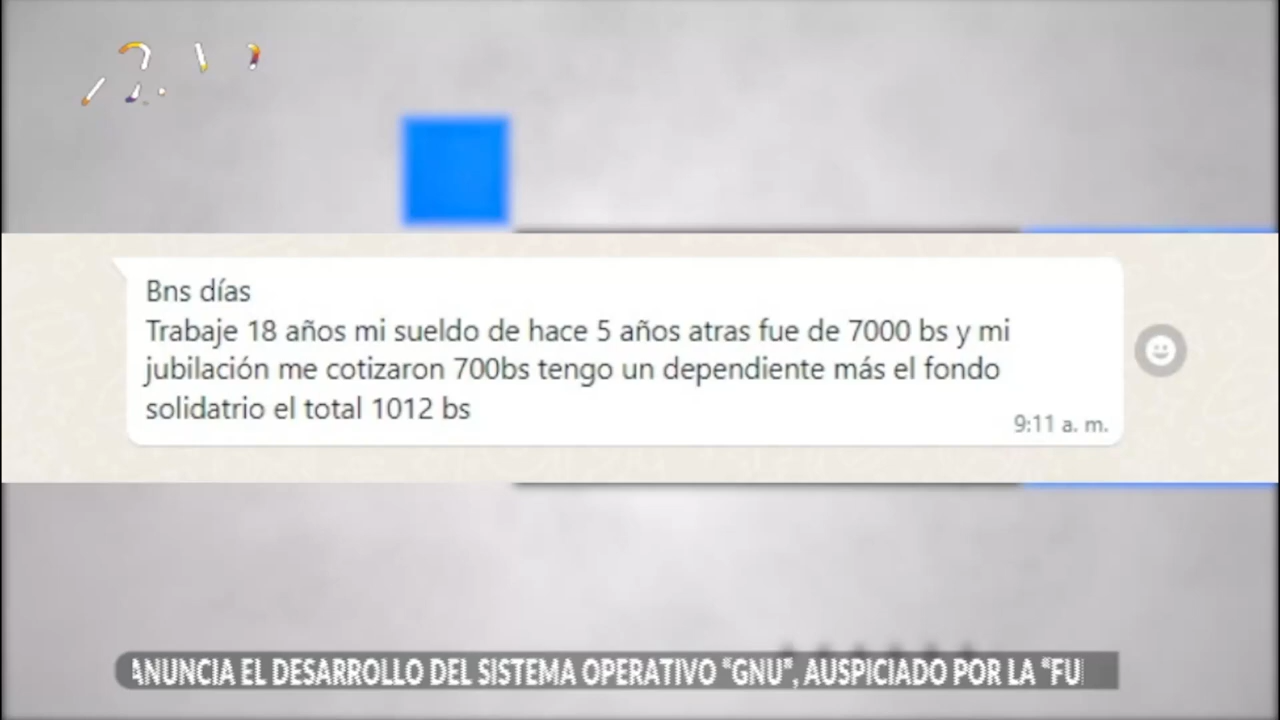 Bns días
Trabaje 18 años mi sueldo de hace 5 años atras fue de 7000 bs y mi
jubilación me cotizaron 700bs tengo un dependiente más el fondo
solidatrio el total 1012 bs
9:11 a. m.
ANUNCIA EL DESARROLLO DEL SISTEMA OPERATIVO "GNU", AUSPICIADO POR LA "FU